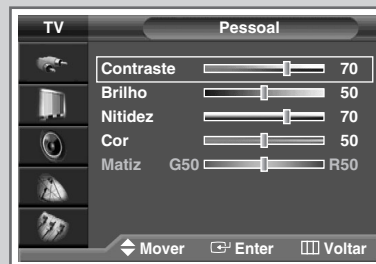 TV Pessoal
Contraste 70
Brilho 50
Nitidez 70
Cor 50
Matiz G50 R50
Mover Enter Voltar